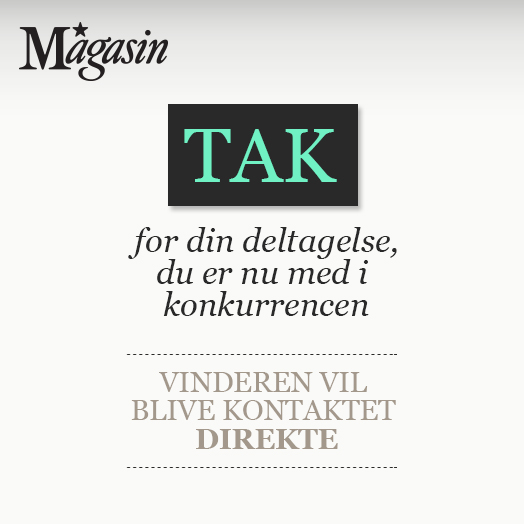 Magasin
TAK
for din deltagelse,
du er nu med i
konkurrencen
VINDEREN VIL
BLIVE KONTAKTET
DIREKTE